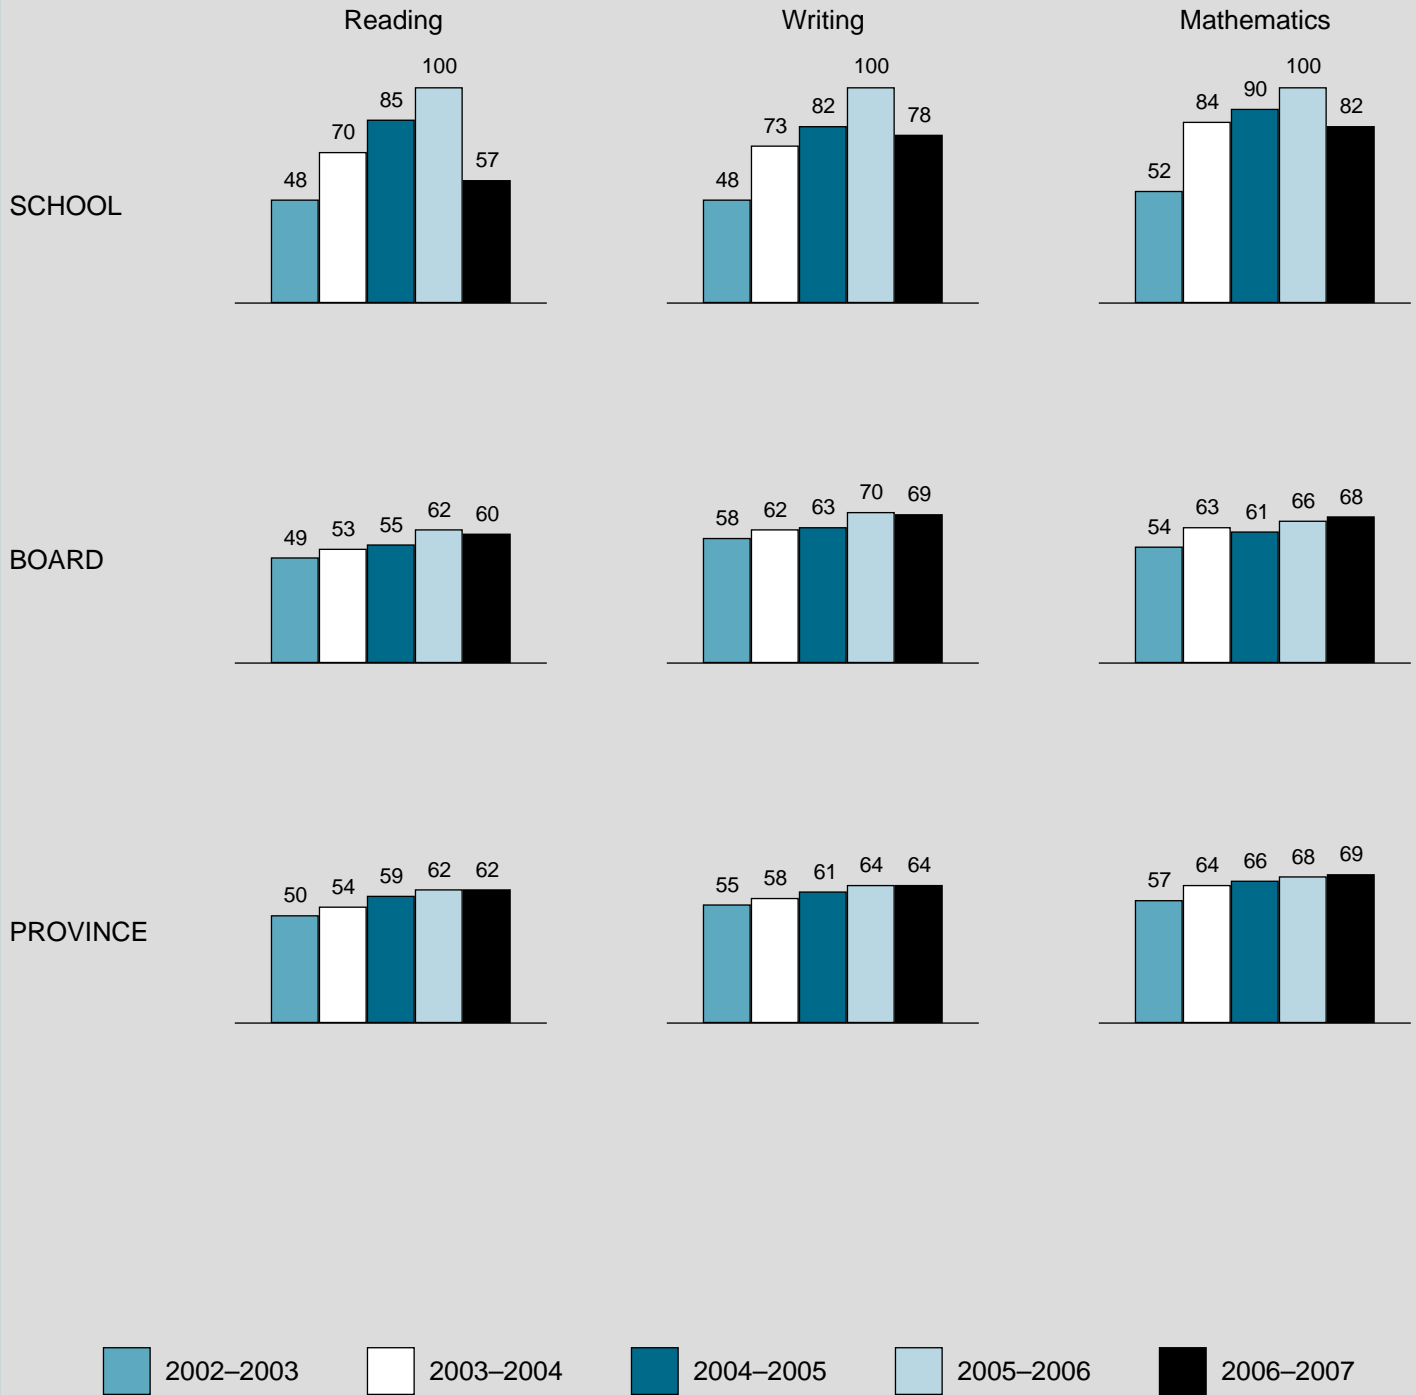 Reading Writing Mathematics
SCHOOL
48 70 85 100 57
48 73 82 100 78
52 84 90 100 82
BOARD
49 53 55 62 60
58 62 63 70 69
54 63 61 66 68
PROVINCE
50 54 59 62 62
55 58 61 64 64
57 64 66 68 69
2002–2003 2003–2004 2004–2005 2005–2006 2006–2007